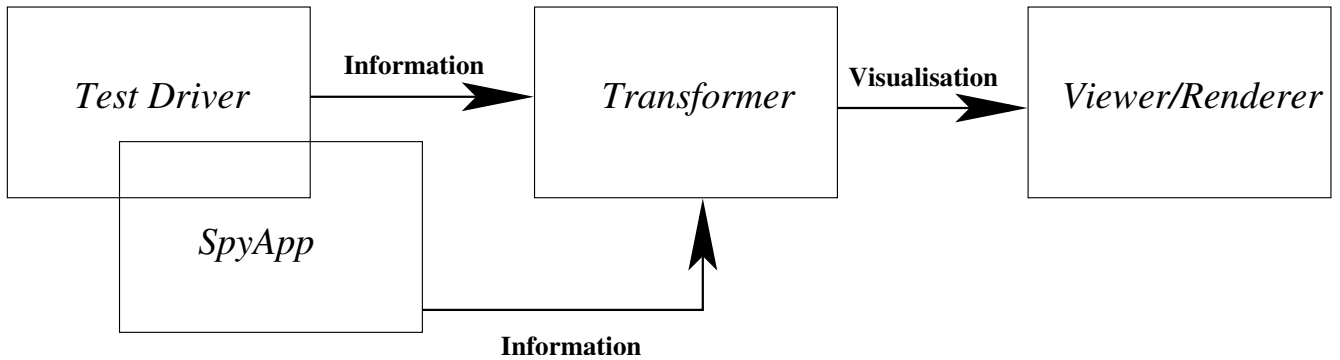 Information
Test Driver
Transformer
Visualisation
Viewer/Renderer
SpyApp
Information